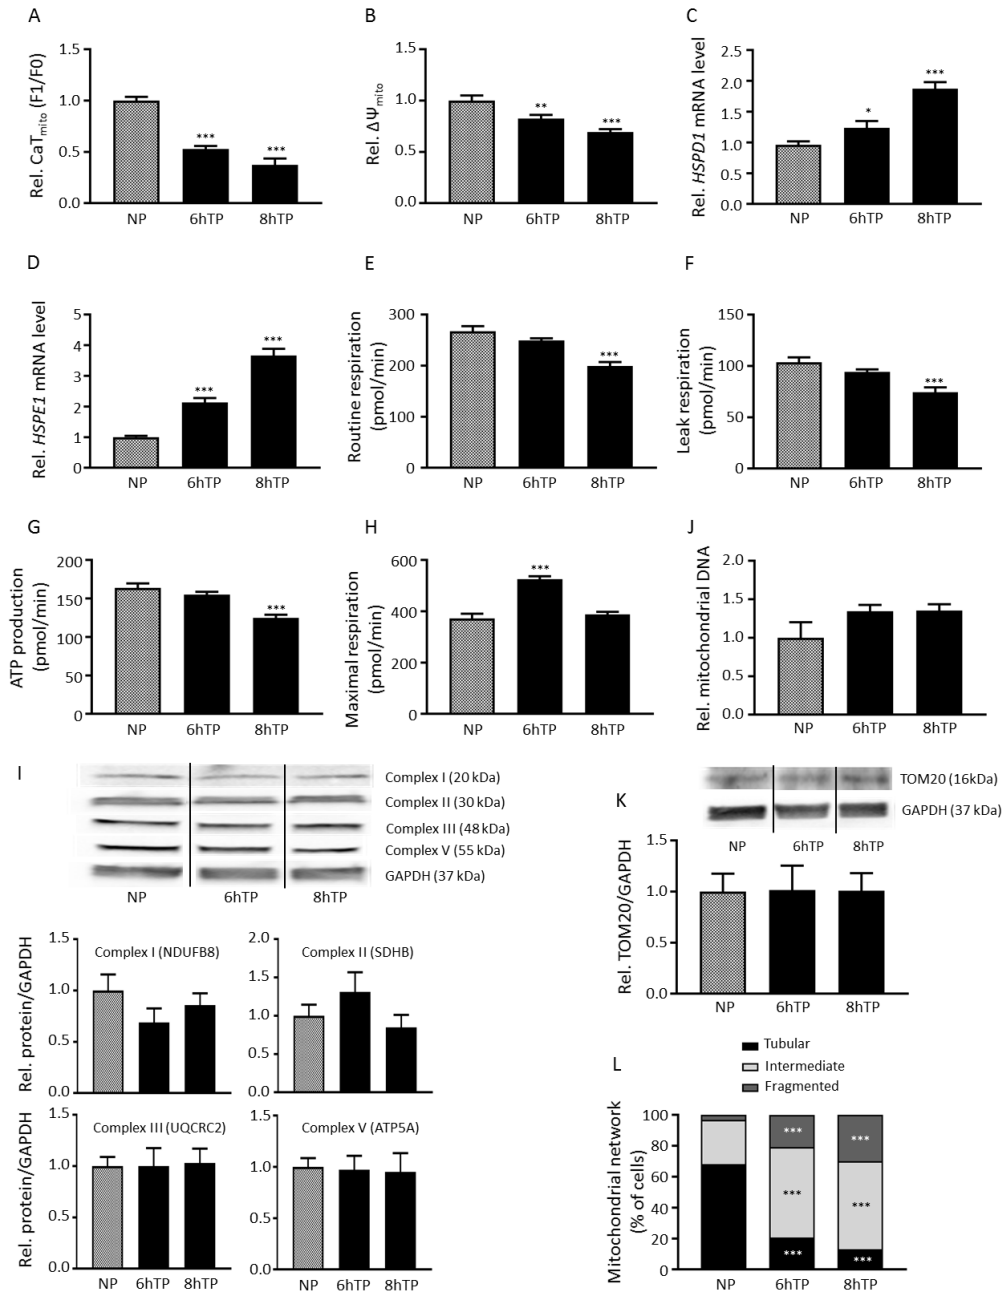 A
Rel. CaTmito (F1/F0)
1.5
1.0
0.5
0.0
***
***
NP
6hTP
8hTP
B
Rel. ΔΨmito
1.5
1.0
0.5
0.0
**
***
NP
6hTP
8hTP
C
Rel. HSPD1 mRNA level
2.5
2.0
1.5
1.0
0.5
0.0
*
***
NP
6hTP
8hTP
D
Rel. HSPE1 mRNA level
5
4
3
2
1
0
***
***
NP
6hTP
8hTP
E
Routine respiration
(pmol/min)
300
200
100
0
***
NP
6hTP
8hTP
F
Leak respiration
(pmol/min)
150
100
50
0
***
NP
6hTP
8hTP
G
ATP production
(pmol/min)
200
150
100
50
0
***
NP
6hTP
8hTP
H
Maximal respiration
(pmol/min)
600
400
200
0
***
NP
6hTP
8hTP
J
Rel. mitochondrial DNA
2.0
1.5
1.0
0.5
0.0
NP
6hTP
8hTP
I
Complex I (20 kDa)
Complex II (30 kDa)
Complex III (48 kDa)
Complex V (55 kDa)
GAPDH (37 kDa)
NP
6hTP
8hTP
Rel. protein/GAPDH
1.5
1.0
0.5
0.0
Complex I (NDUFB8)
2.0
1.5
1.0
0.5
0.0
Complex II (SDHB)
Rel. protein/GAPDH
1.5
1.0
0.5
0.0
Complex III (UQCRC2)
NP
6hTP
8hTP
1.5
1.0
0.5
0.0
Complex V (ATP5A)
NP
6hTP
8hTP
K
TOM20 (16kDa)
GAPDH (37 kDa)
NP
6hTP
8hTP
Rel. TOM20/GAPDH
1.5
1.0
0.5
0.0
NP
6hTP
8hTP
L
Tubular
Intermediate
Fragmented
Mitochondrial network
(% of cells)
100
80
60
40
20
0
***
***
***
***
***
***
NP
6hTP
8hTP